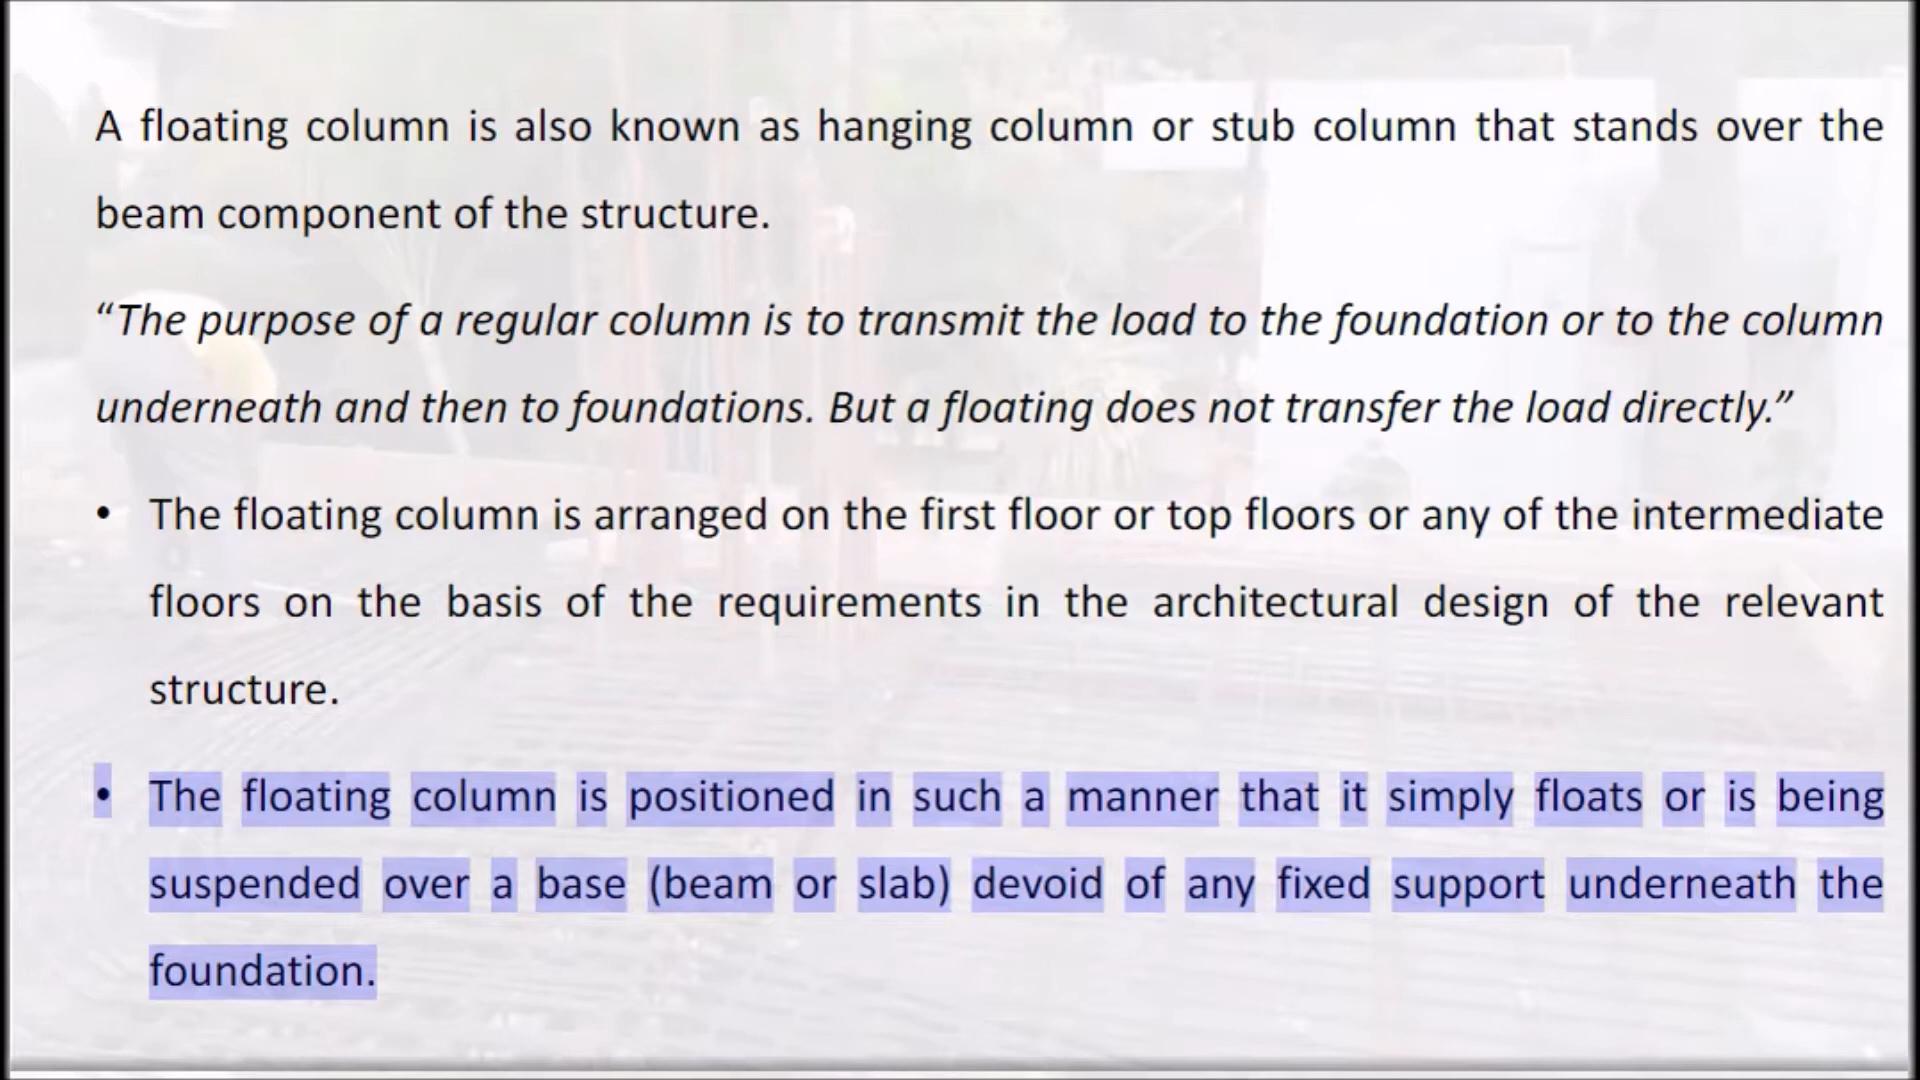 A floating column is also known as hanging column or stub column that stands over the
beam component of the structure.
“The purpose of a regular column is to transmit the load to the foundation or to the column
underneath and then to foundations. But a floating does not transfer the load directly.”
• The floating column is arranged on the first floor or top floors or any of the intermediate
floors on the basis of the requirements in the architectural design of the relevant
structure.
• The floating column is positioned in such a manner that it simply floats or is being
suspended over a base (beam or slab) devoid of any fixed support underneath the
foundation.